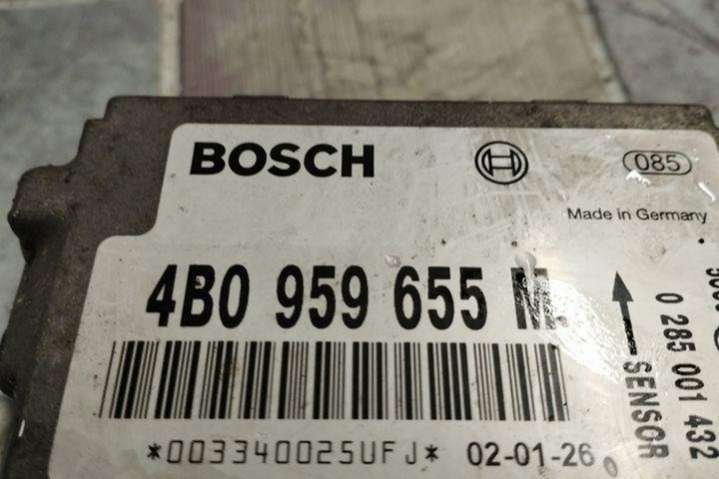 BOSCH
085
Made in Germany
4B0 959 655 M
*003340025UFJ*
02-01-26
SENSOR
0 285 001 432